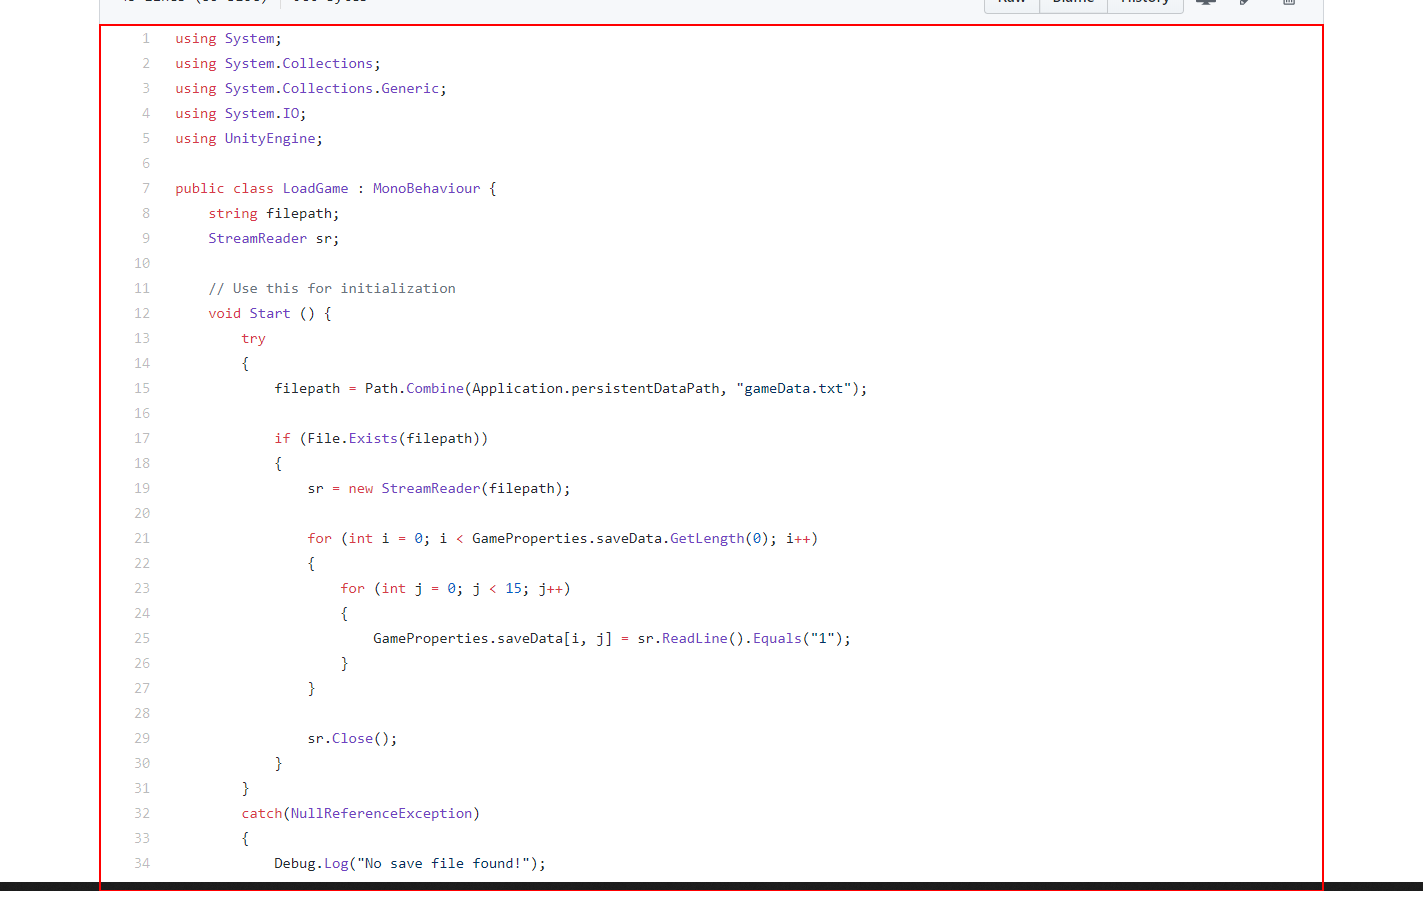 1 using System;
2 using System.Collections;
3 using System.Collections.Generic;
4 using System.IO;
5 using UnityEngine;
6
7 public class LoadGame : MonoBehaviour {
8 string filepath;
9 StreamReader sr;
10
11 // Use this for initialization
12 void Start () {
13 try
14 {
15 filepath = Path.Combine(Application.persistentDataPath, "gameData.txt");
16
17 if (File.Exists(filepath))
18 {
19 sr = new StreamReader(filepath);
20
21 for (int i = 0; i < GameProperties.saveData.GetLength(0); i++)
22 {
23 for (int j = 0; j < 15; j++)
24 {
25 GameProperties.saveData[i, j] = sr.ReadLine().Equals("1");
26 }
27 }
28
29 sr.Close();
30 }
31 }
32 catch(NullReferenceException)
33 {
34 Debug.Log("No save file found!");